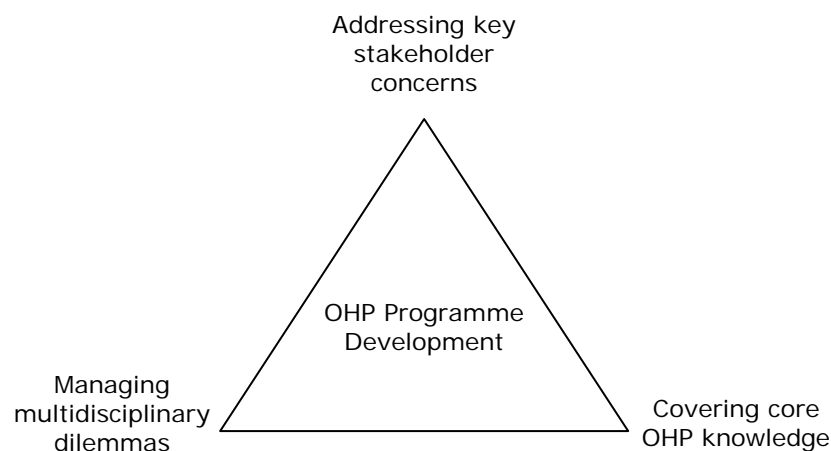 Addressing key
stakeholder
concerns
OHP Programme
Development
Managing
multidisciplinary
dilemmas
Covering core
OHP knowledge